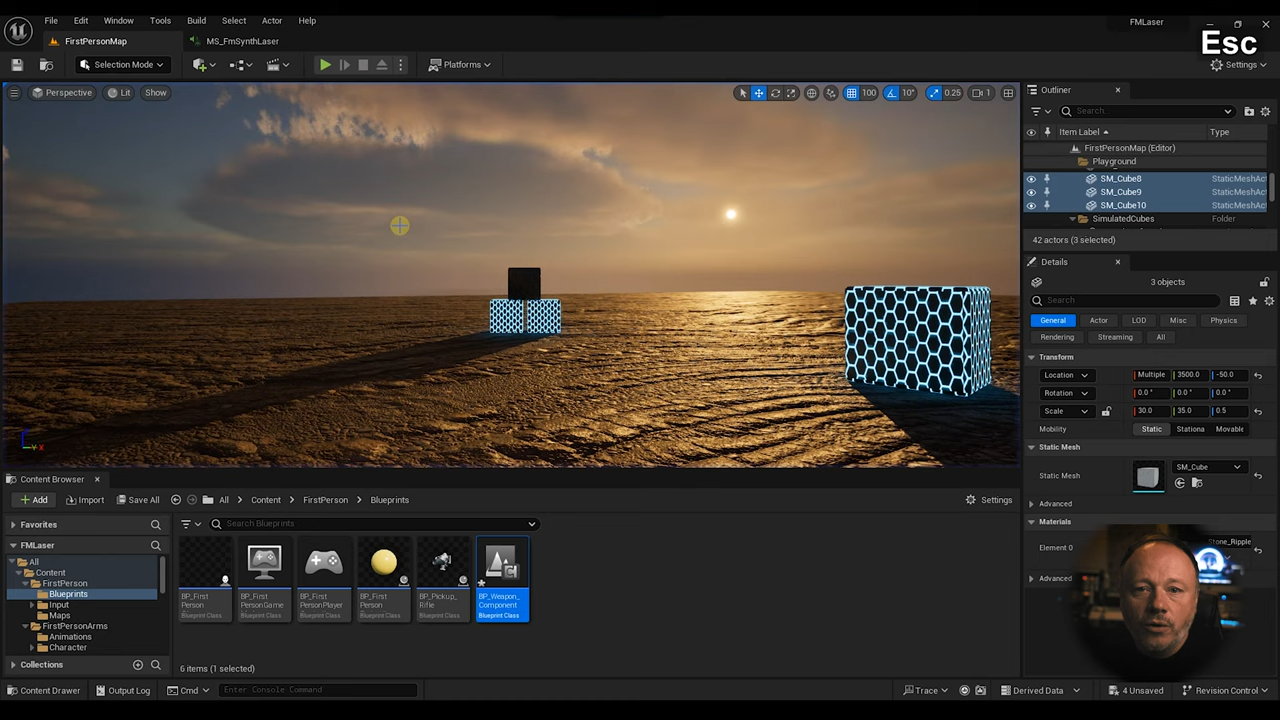 File Edit Window Tools Build Select Actor Help
FMLaser
FirstPersonMap
MS_FmSynthLaser
Esc
Selection Mode
Platforms
Settings
Perspective
Lit
Show
100
10°
0.25
1
Outliner
Search...
Item Label
Type
FirstPersonMap (Editor)
Playground
SM_Cube8 StaticMeshAct
SM_Cube9 StaticMeshAct
SM_Cube10 StaticMeshAct
SimulatedCubes Folder
42 actors (3 selected)
Details
3 objects
Search
General Actor LOD Misc Physics
Rendering Streaming All
Transform
Location Multiple 3500.0 -50.0
Rotation 0.0° 0.0° 0.0°
Scale 30.0 35.0 0.5
Mobility Static Stationa Movable
Static Mesh
Static Mesh
SM_Cube
Advanced
Materials
Element 0
Stone_Ripple
Advanced
Content Browser
Add Import Save All All Content FirstPerson Blueprints
Settings
Favorites
Search Blueprints
FMLaser
All
Content
FirstPerson
Blueprints
Input
Maps
FirstPersonArms
Animations
Character
Collections
BP_First
Person
Blueprint Class
BP_First
PersonGame
Blueprint Class
BP_First
PersonPlayer
Blueprint Class
BP_First
Person
Blueprint Class
BP_Pickup_
Rifle
Blueprint Class
BP_Weapon_
Component
Blueprint Class
6 items (1 selected)
Content Drawer Output Log Cmd Enter Console Command
Trace Derived Data 4 Unsaved Revision Control